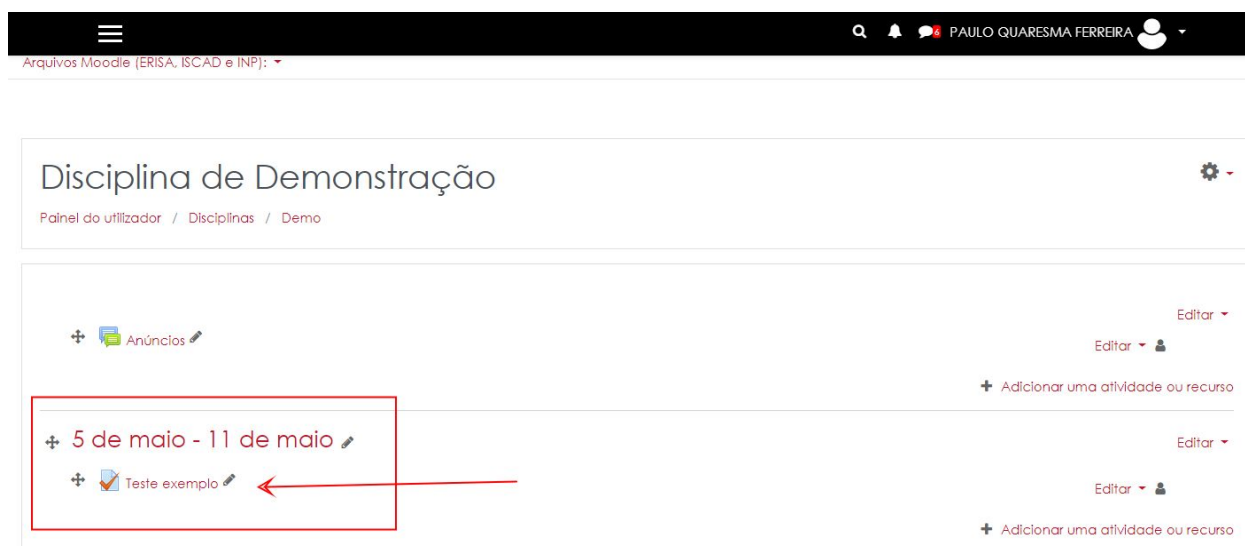 6 PAULO QUARESMA FERREIRA
Arquivos Moodle (ERISA, ISCAD e INP):
Disciplina de Demonstração
Painel do utilizador / Disciplinas / Demo
Editar
Anúncios
Editar
+ Adicionar uma atividade ou recurso
5 de maio - 11 de maio
Editar
Teste exemplo
Editar
+ Adicionar uma atividade ou recurso